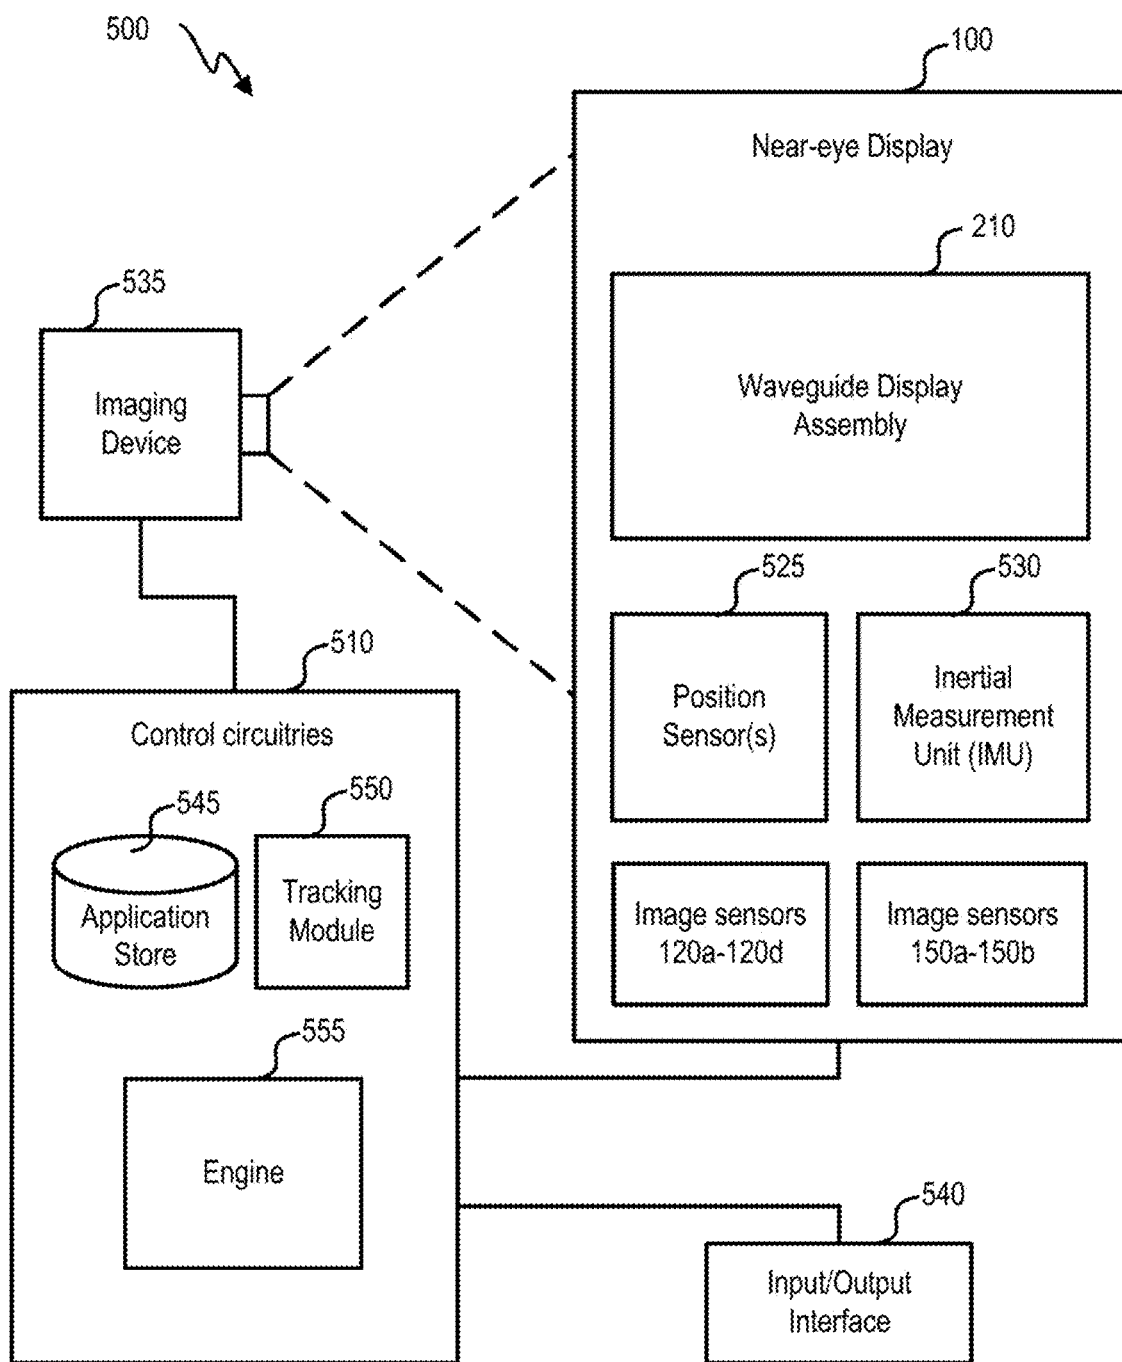 500
100
Near-eye Display
210
Waveguide Display
Assembly
535
Imaging
Device
525
530
Position
Sensor(s)
Inertial
Measurement
Unit (IMU)
510
Control circuitries
545
550
Application
Store
Tracking
Module
Image sensors
120a-120d
Image sensors
150a-150b
555
Engine
540
Input/Output
Interface